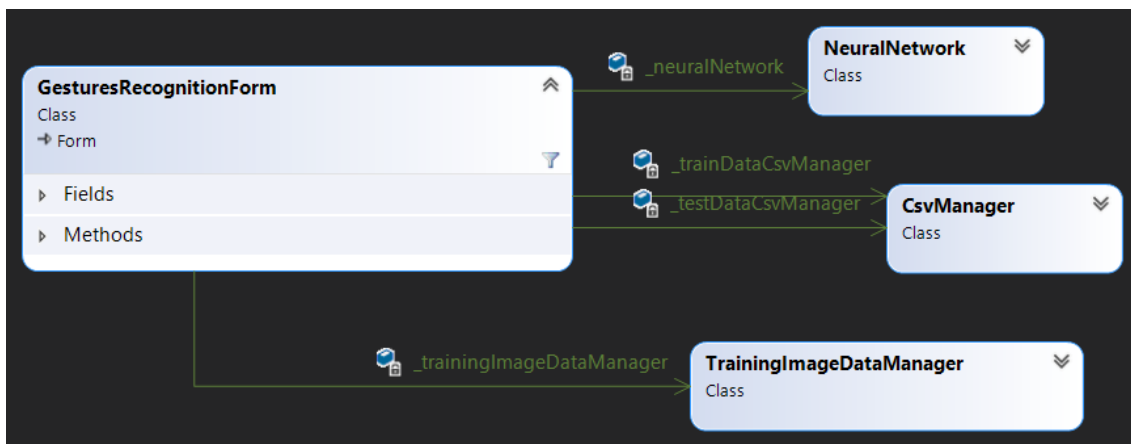 GesturesRecognitionForm
Class
Form
Fields
Methods
_neuralNetwork
NeuralNetwork
Class
_trainDataCsvManager
_testDataCsvManager
CsvManager
Class
_trainingImageDataManager
TrainingImageDataManager
Class